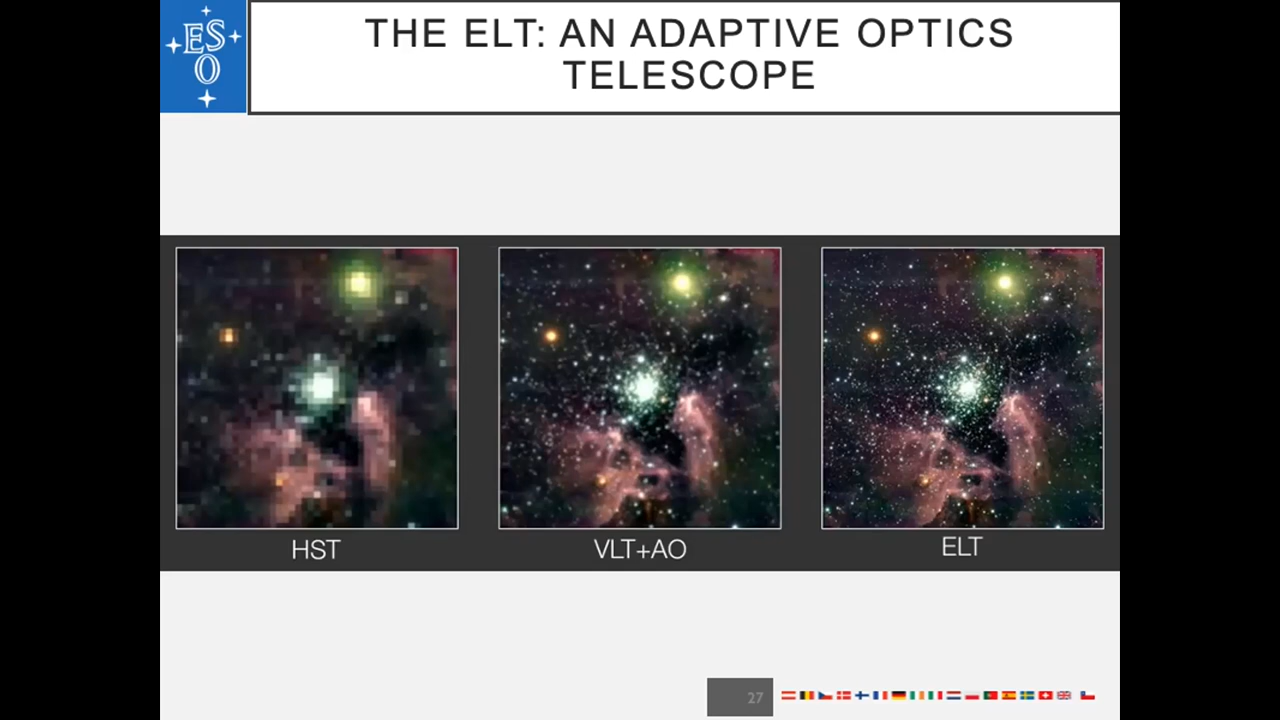 ESO
THE ELT: AN ADAPTIVE OPTICS
TELESCOPE
HST
VLT+AO
ELT
27